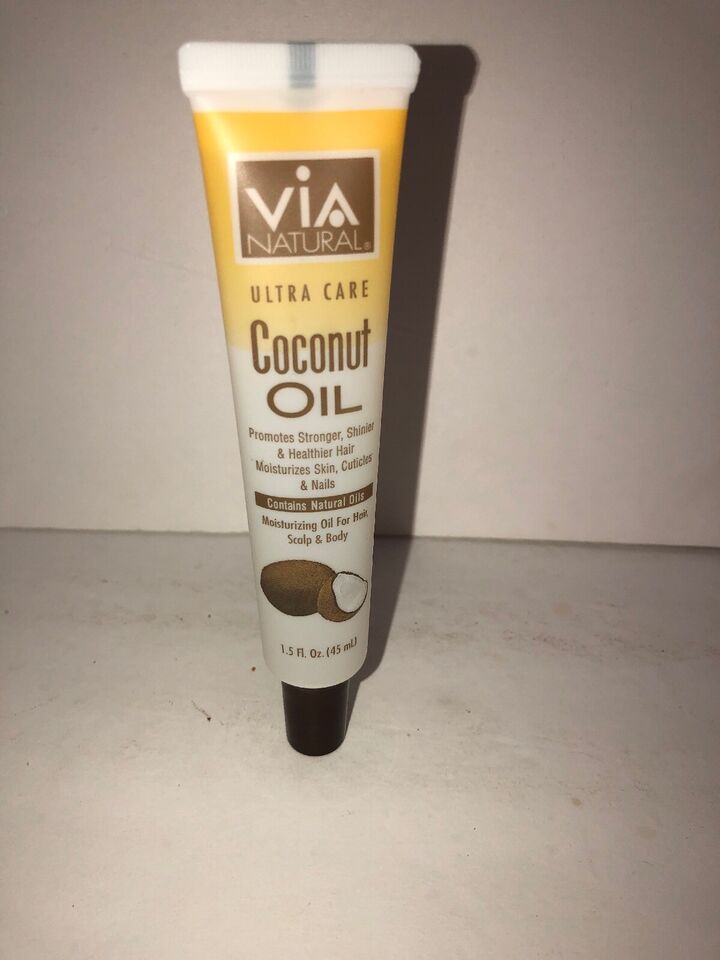 VIA
NATURAL®
ULTRA CARE
Coconut
OIL
Promotes Stronger, Shinier
& Healthier Hair
Moisturizes Skin, Cuticles
& Nails
Contains Natural Oils
Moisturizing Oil For Hair,
Scalp & Body
1.5 Fl. Oz. (45 mL)